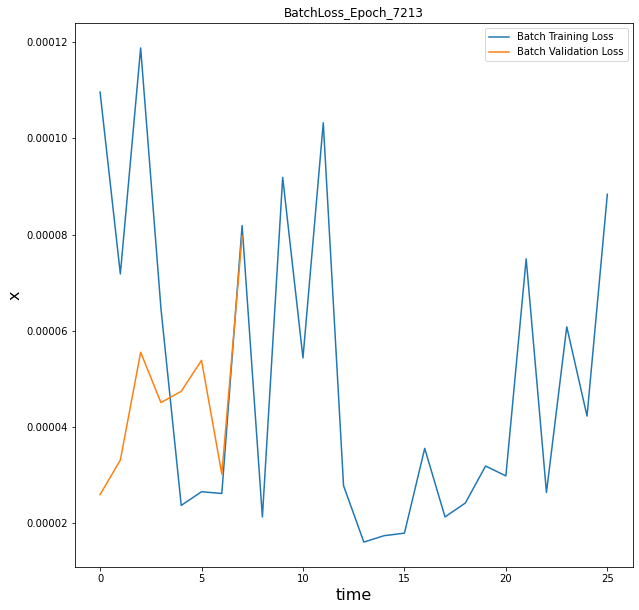 BatchLoss_Epoch_7213
Batch Training Loss
Batch Validation Loss
0.00012
0.00010
0.00008
0.00006
0.00004
0.00002
x
0 5 10 15 20 25
time